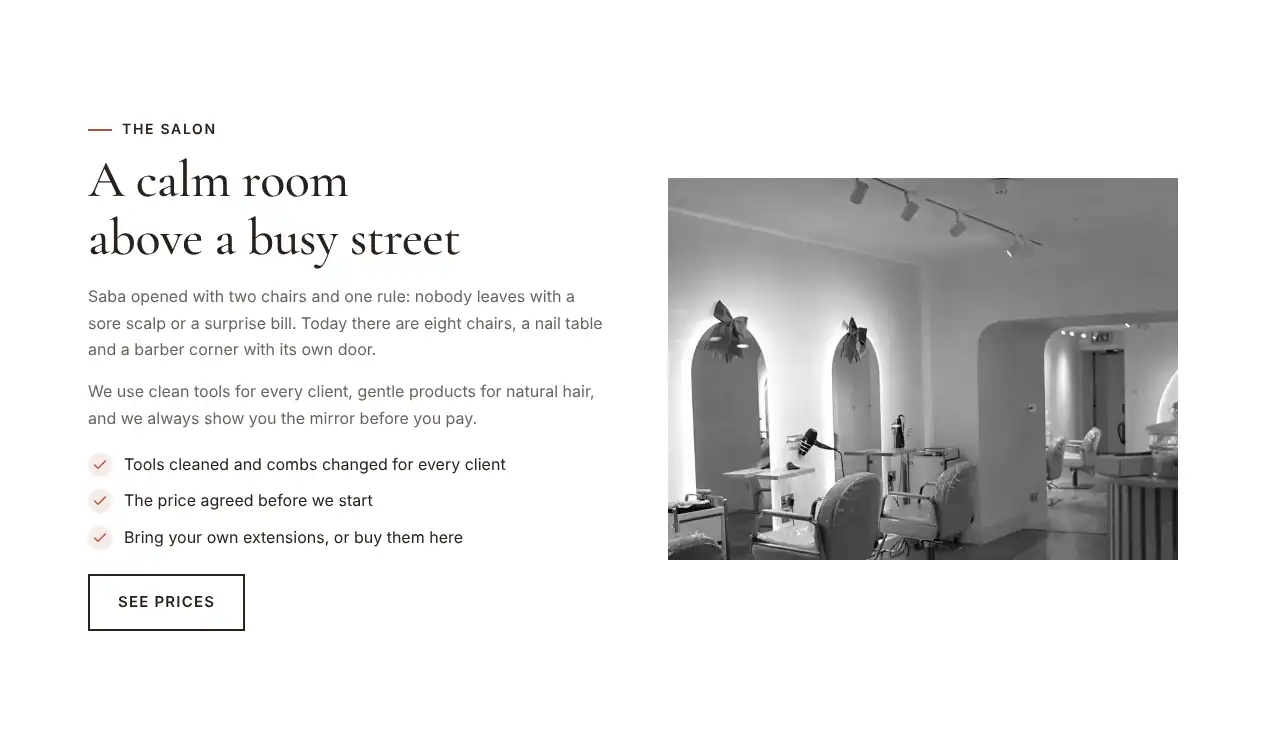 THE SALON
A calm room
above a busy street
Saba opened with two chairs and one rule: nobody leaves with a
sore scalp or a surprise bill. Today there are eight chairs, a nail table
and a barber corner with its own door.
We use clean tools for every client, gentle products for natural hair,
and we always show you the mirror before you pay.
Tools cleaned and combs changed for every client
The price agreed before we start
Bring your own extensions, or buy them here
SEE PRICES